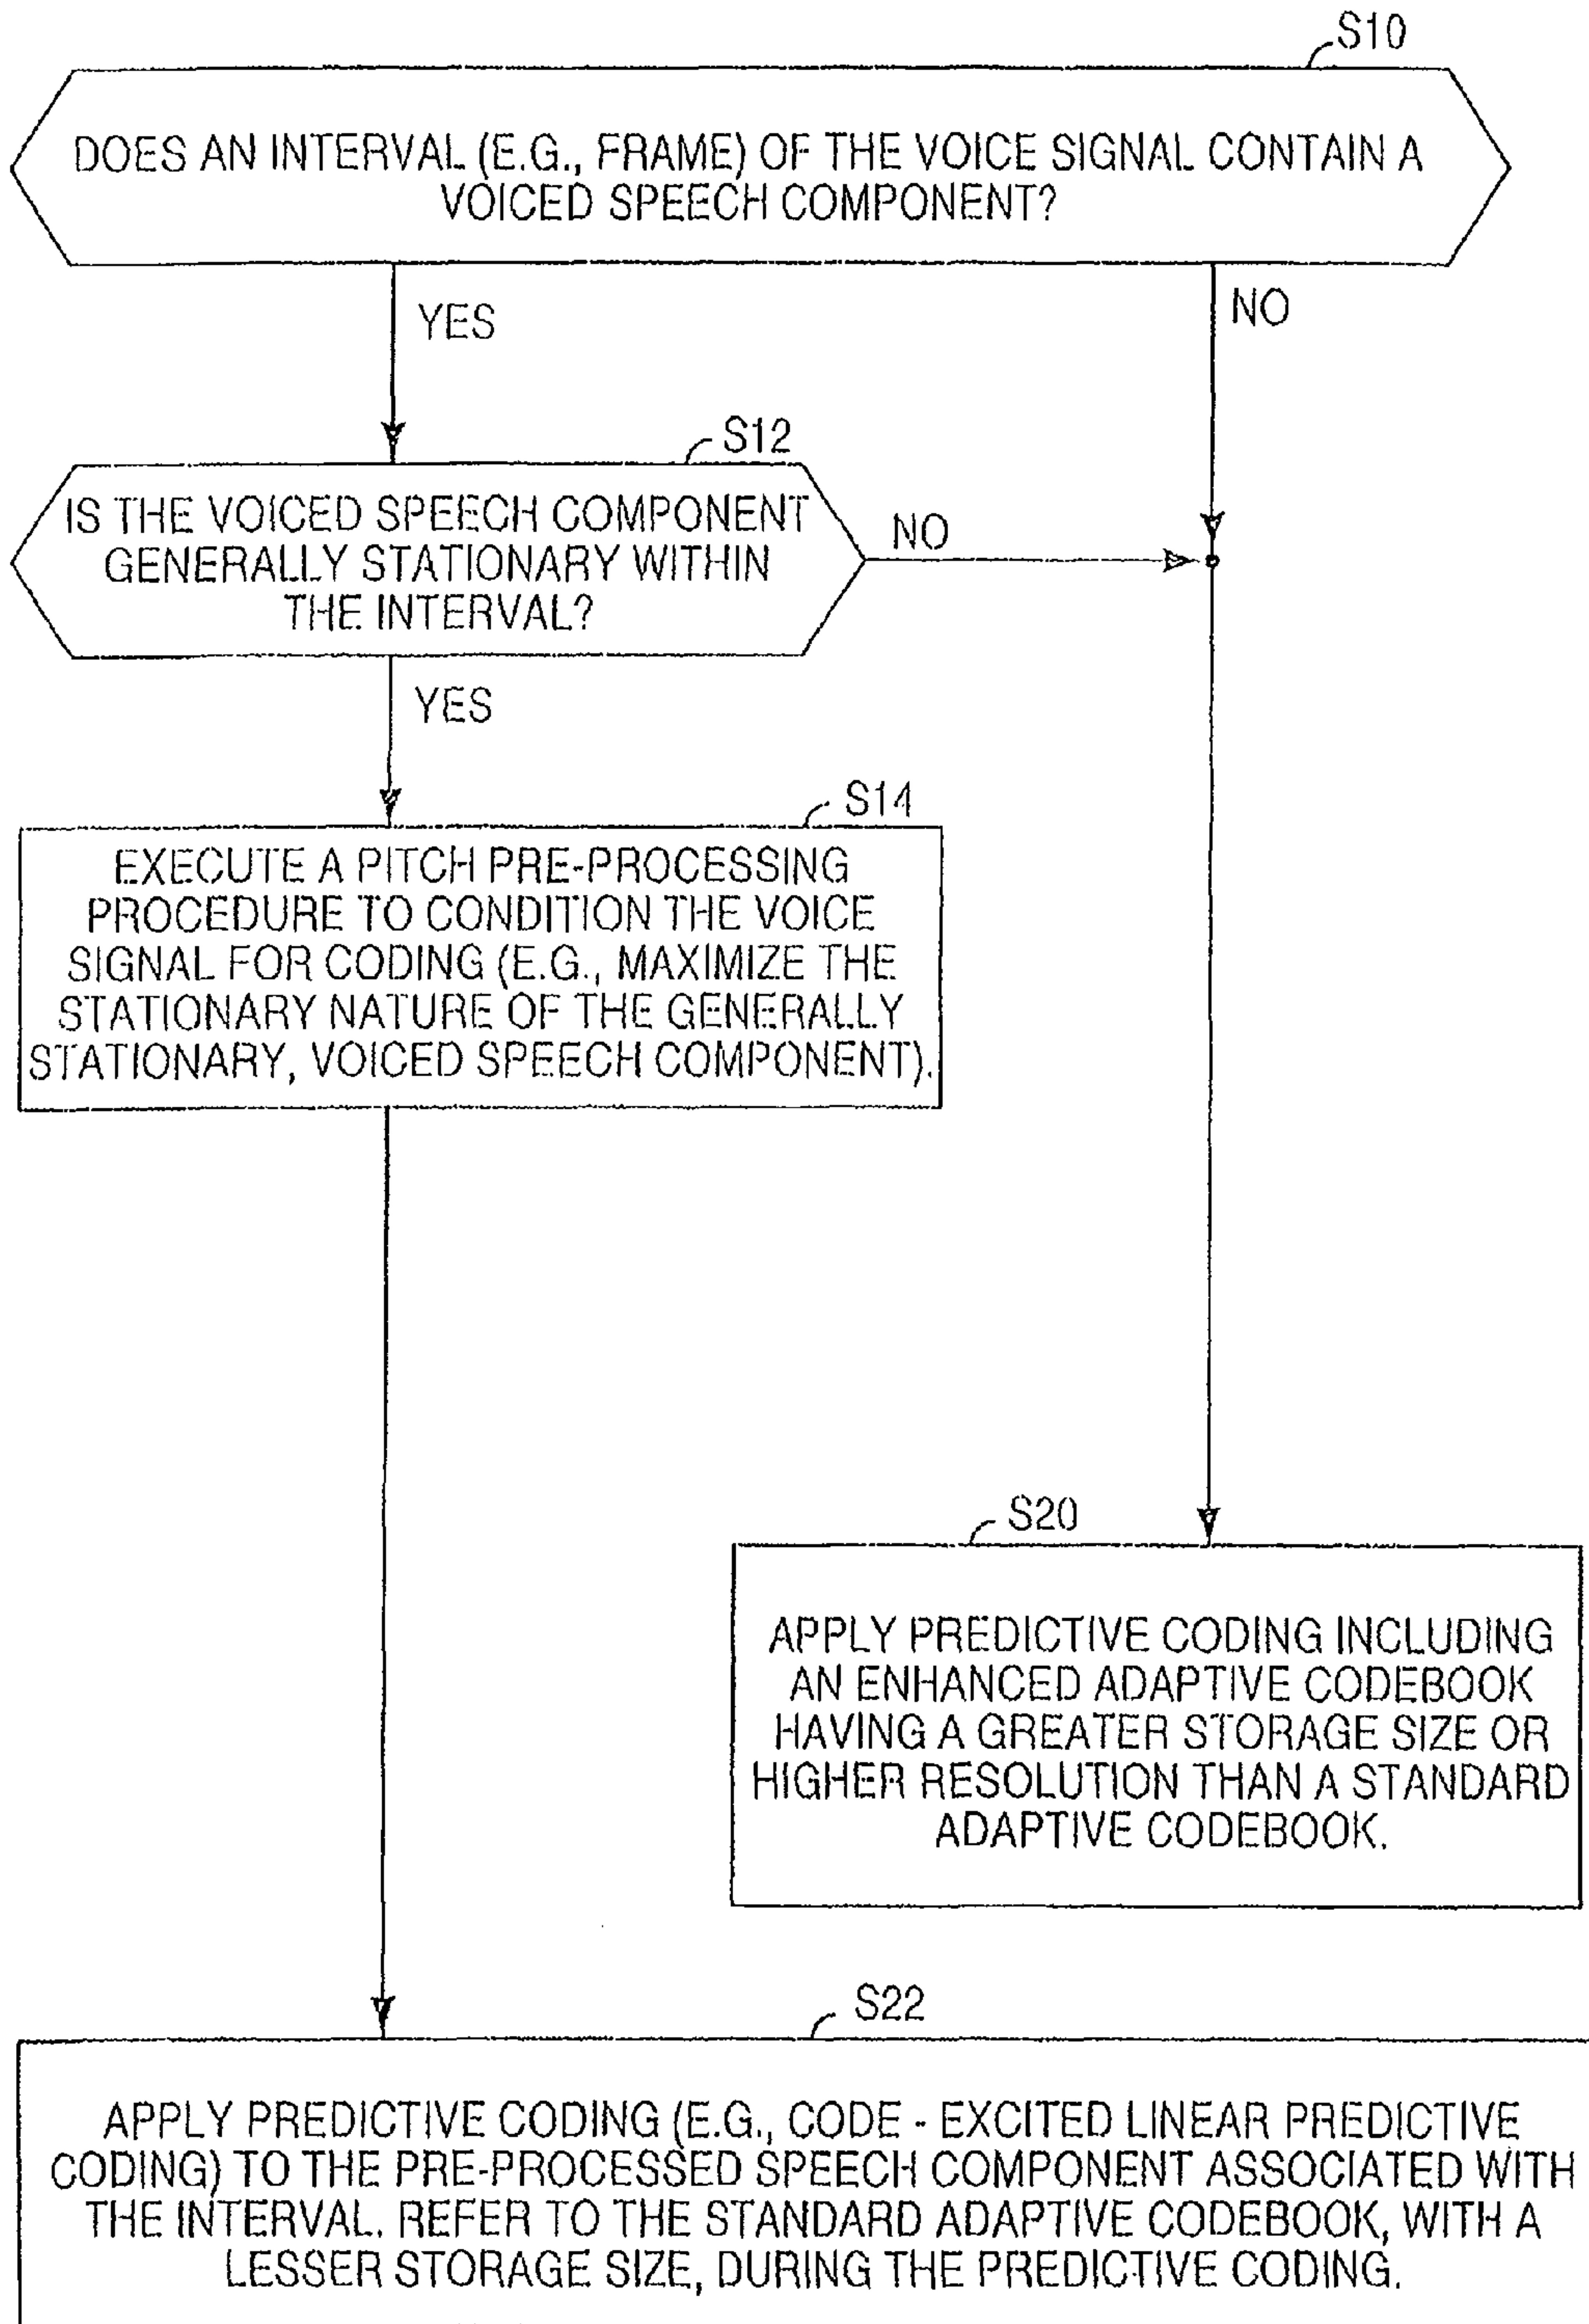 S10
DOES AN INTERVAL (E.G., FRAME) OF THE VOICE SIGNAL CONTAIN A
VOICED SPEECH COMPONENT?
YES
NO
S12
IS THE VOICED SPEECH COMPONENT
GENERALLY STATIONARY WITHIN
THE INTERVAL?
NO
YES
S14
EXECUTE A PITCH PRE-PROCESSING
PROCEDURE TO CONDITION THE VOICE
SIGNAL FOR CODING (E.G., MAXIMIZE THE
STATIONARY NATURE OF THE GENERALLY
STATIONARY, VOICED SPEECH COMPONENT).
S20
APPLY PREDICTIVE CODING INCLUDING
AN ENHANCED ADAPTIVE CODEBOOK
HAVING A GREATER STORAGE SIZE OR
HIGHER RESOLUTION THAN A STANDARD
ADAPTIVE CODEBOOK.
S22
APPLY PREDICTIVE CODING (E.G., CODE - EXCITED LINEAR PREDICTIVE
CODING) TO THE PRE-PROCESSED SPEECH COMPONENT ASSOCIATED WITH
THE INTERVAL. REFER TO THE STANDARD ADAPTIVE CODEBOOK, WITH A
LESSER STORAGE SIZE, DURING THE PREDICTIVE CODING.